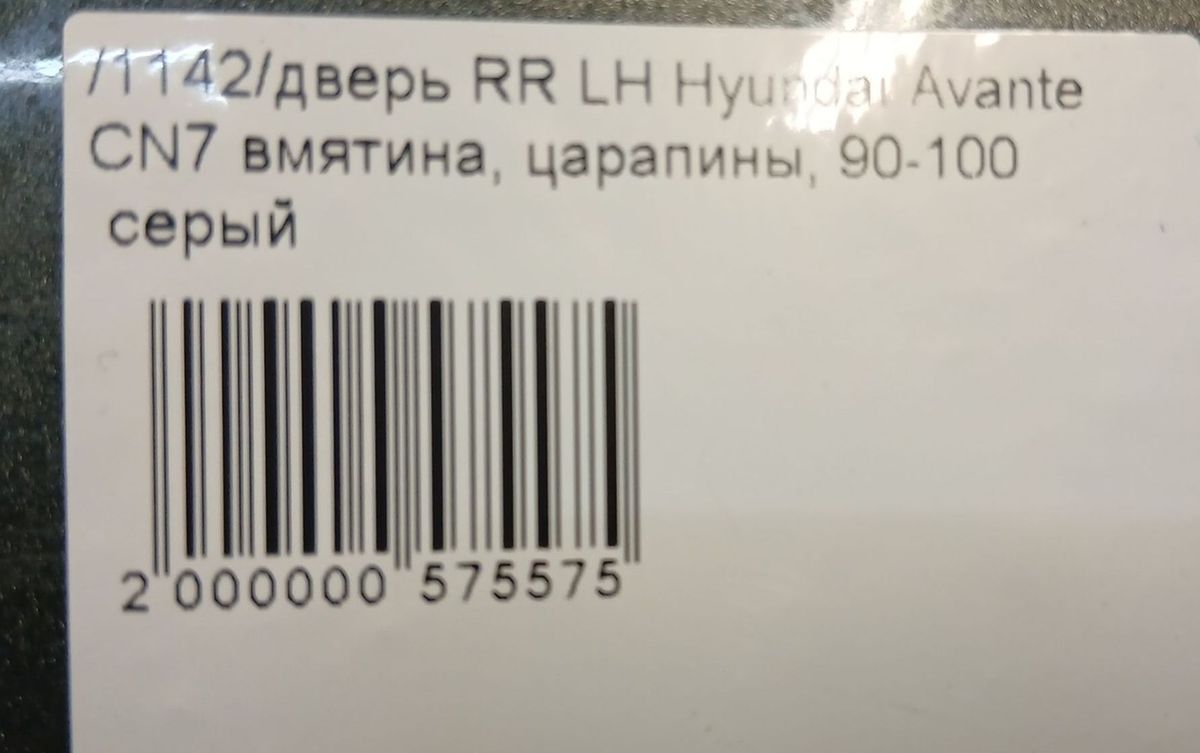 /1142/дверь RR LH Hyundai Avante
CN7 вмятина, царапины, 90-100
серый
2 000000 575575